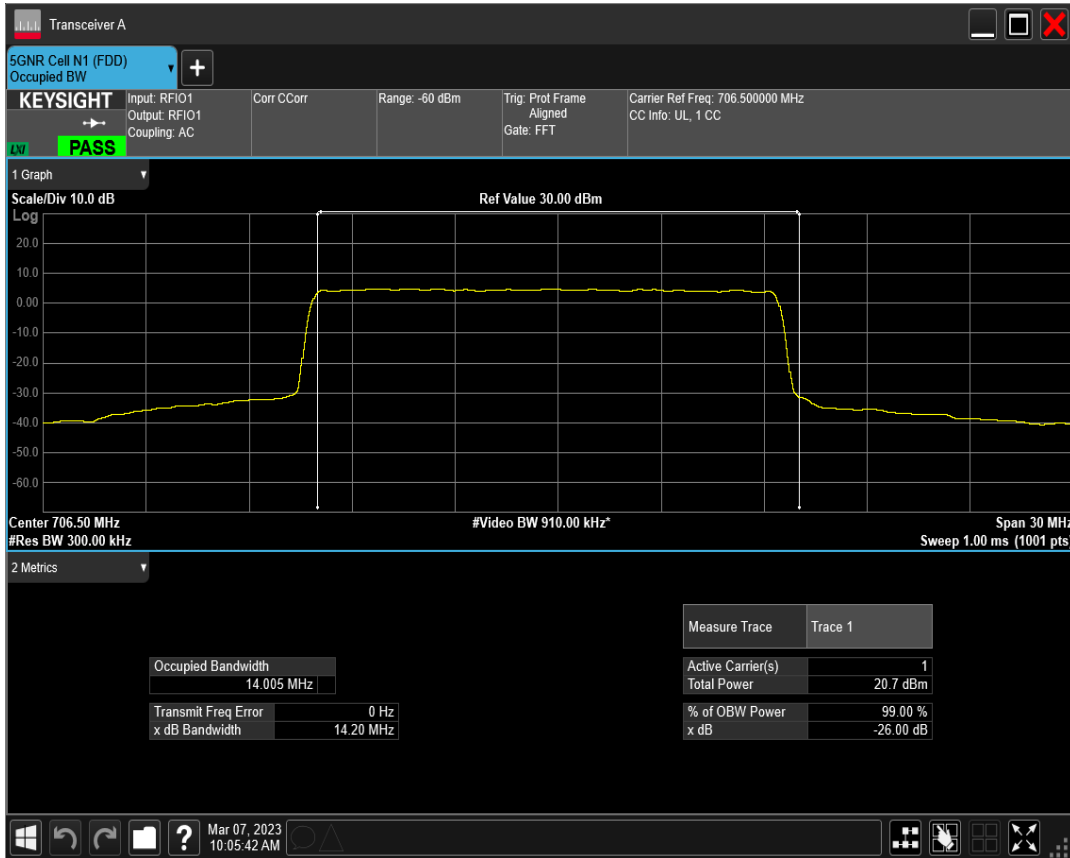 Transceiver A
5GNR Cell N1 (FDD)
Occupied BW
KEYSIGHT
LXI
PASS
Input: RFIO1
Output: RFIO1
Coupling: AC
Corr CCorr
Range: -60 dBm
Trig: Prot Frame
Aligned
Gate: FFT
Carrier Ref Freq: 706.500000 MHz
CC Info: UL, 1 CC
1 Graph
Scale/Div 10.0 dB
Ref Value 30.00 dBm
Log
20.0
10.0
0.00
-10.0
-20.0
-30.0
-40.0
-50.0
-60.0
Center 706.50 MHz
#Video BW 910.00 kHz*
Span 30 MHz
#Res BW 300.00 kHz
Sweep 1.00 ms (1001 pts)
2 Metrics
Measure Trace Trace 1
Occupied Bandwidth
14.005 MHz
Active Carrier(s) 1
Total Power 20.7 dBm
Transmit Freq Error 0 Hz
x dB Bandwidth 14.20 MHz
% of OBW Power 99.00 %
x dB -26.00 dB
?
Mar 07, 2023
10:05:42 AM